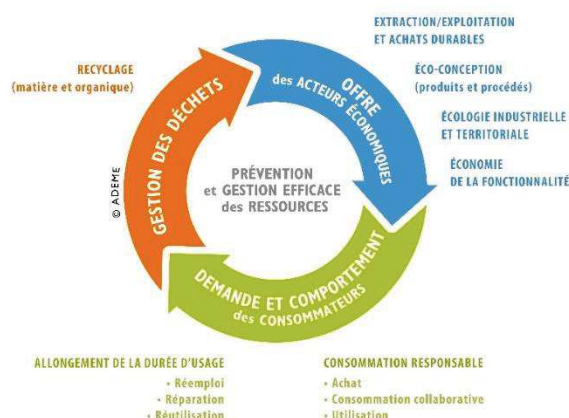 EXTRACTION/EXPLOITATION
ET ACHATS DURABLES
RECYCLAGE
(matière et organique)
OFFRE
des ACTEURS ÉCONOMIQUES
ÉCO-CONCEPTION
(produits et procédés)
ÉCOLOGIE INDUSTRIELLE
ET TERRITORIALE
ÉCONOMIE
DE LA FONCTIONNALITÉ
GESTION DES DÉCHETS
PRÉVENTION
et GESTION EFFICACE
des RESSOURCES
© ADEME
DEMANDE ET COMPORTEMENT
des CONSOMMATEURS
ALLONGEMENT DE LA DURÉE D'USAGE
• Réemploi
• Réparation
• Réutilisation
CONSOMMATION RESPONSABLE
• Achat
• Consommation collaborative
• Utilisation